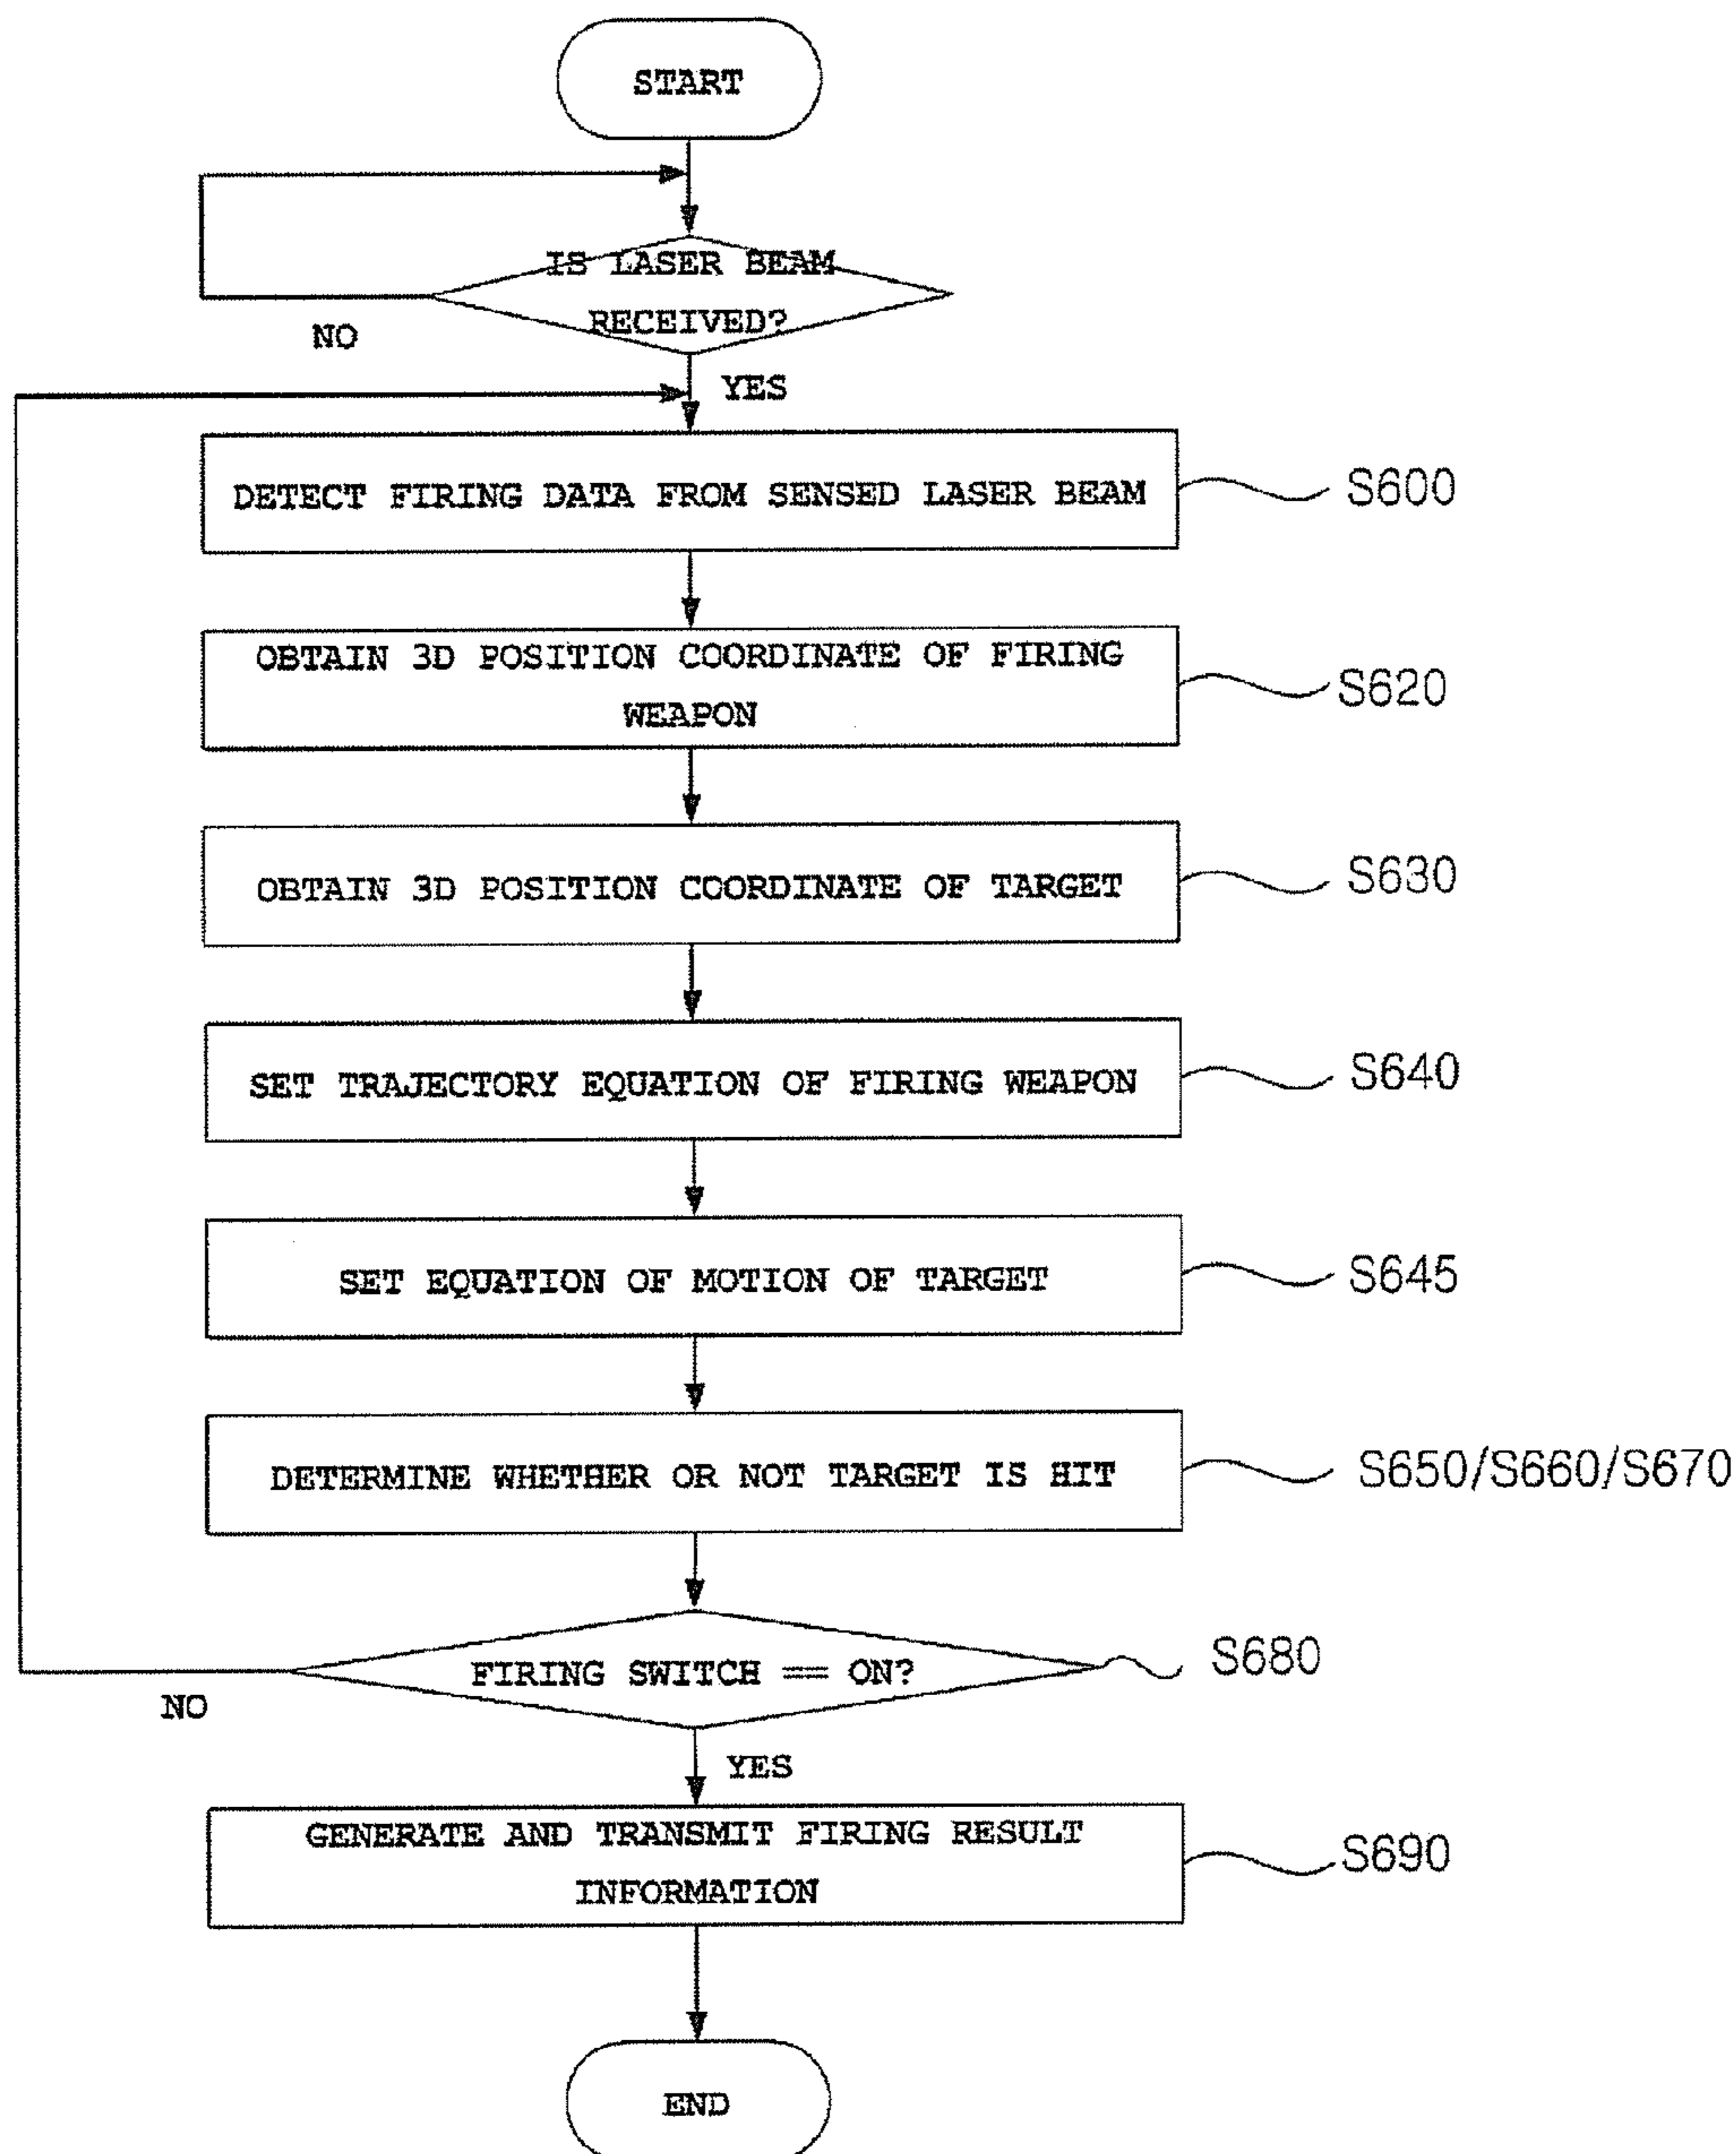 START
IS LASER BEAM
RECEIVED?
NO
YES
DETECT FIRING DATA FROM SENSED LASER BEAM
S600
OBTAIN 3D POSITION COORDINATE OF FIRING
WEAPON
S620
OBTAIN 3D POSITION COORDINATE OF TARGET
S630
SET TRAJECTORY EQUATION OF FIRING WEAPON
S640
SET EQUATION OF MOTION OF TARGET
S645
DETERMINE WHETHER OR NOT TARGET IS HIT
S650/S660/S670
FIRING SWITCH == ON?
S680
NO
YES
GENERATE AND TRANSMIT FIRING RESULT
INFORMATION
S690
END